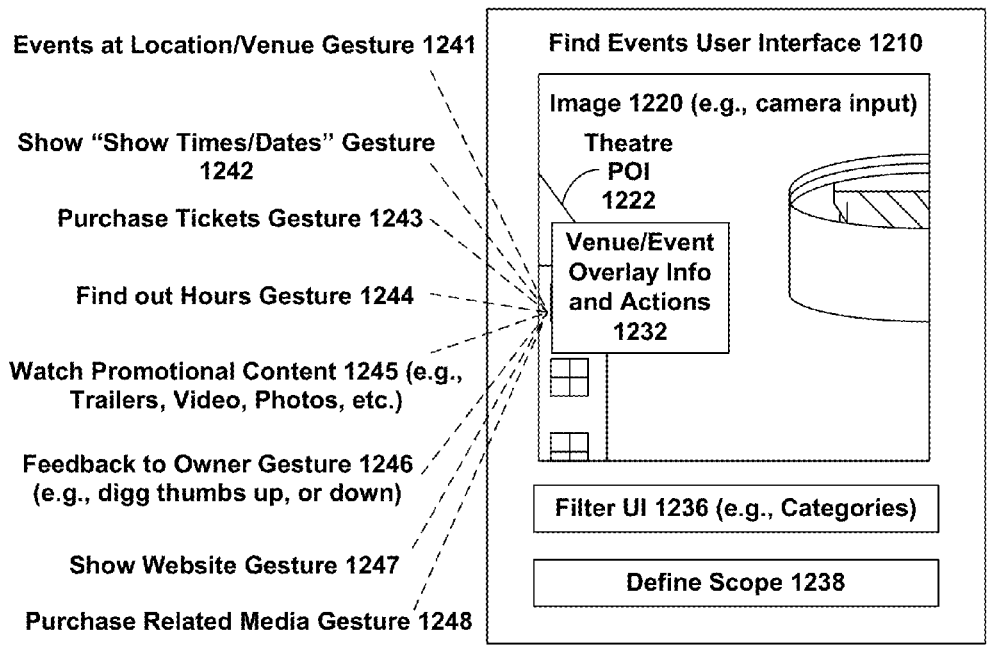 Events at Location/Venue Gesture 1241
Show “Show Times/Dates” Gesture
1242
Purchase Tickets Gesture 1243
Find out Hours Gesture 1244
Watch Promotional Content 1245 (e.g.,
Trailers, Video, Photos, etc.)
Feedback to Owner Gesture 1246
(e.g., digg thumbs up, or down)
Show Website Gesture 1247
Purchase Related Media Gesture 1248
Find Events User Interface 1210
Image 1220 (e.g., camera input)
Theatre
POI
1222
Venue/Event
Overlay Info
and Actions
1232
Filter UI 1236 (e.g., Categories)
Define Scope 1238